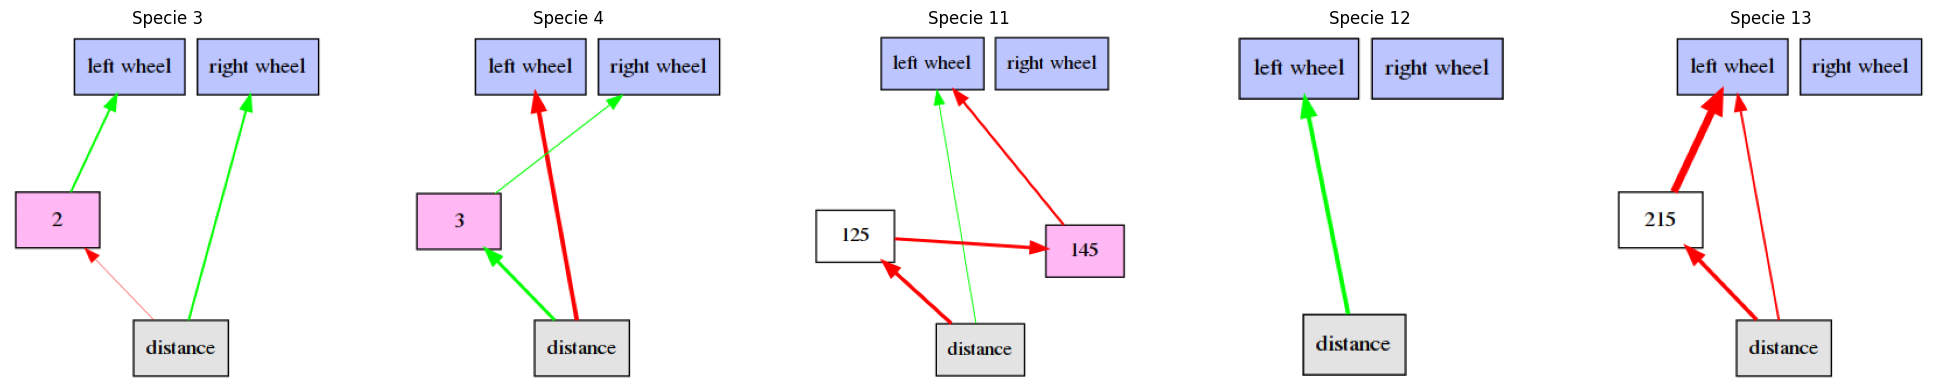 Specie 3
left wheel
right wheel
2
distance
Specie 4
left wheel
right wheel
3
distance
Specie 11
left wheel
right wheel
125
145
distance
Specie 12
left wheel
right wheel
distance
Specie 13
left wheel
right wheel
215
distance